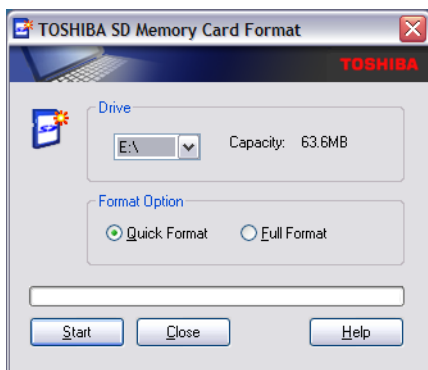 TOSHIBA SD Memory Card Format
TOSHIBA
Drive
E:\ Capacity: 63.6MB
Format Option
Quick Format Full Format
Start Close Help